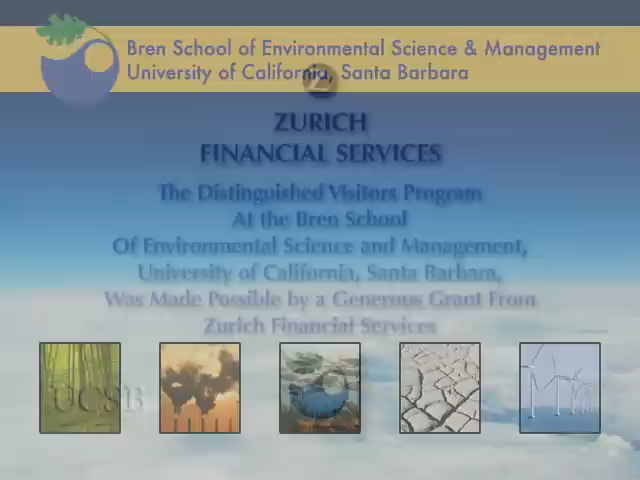 Bren School of Environmental Science & Management
University of California, Santa Barbara
Z
ZURICH
FINANCIAL SERVICES
The Distinguished Visitors Program
At the Bren School
Of Environmental Science and Management,
University of California, Santa Barbara,
Was Made Possible by a Generous Grant From
Zurich Financial Services
UCSB